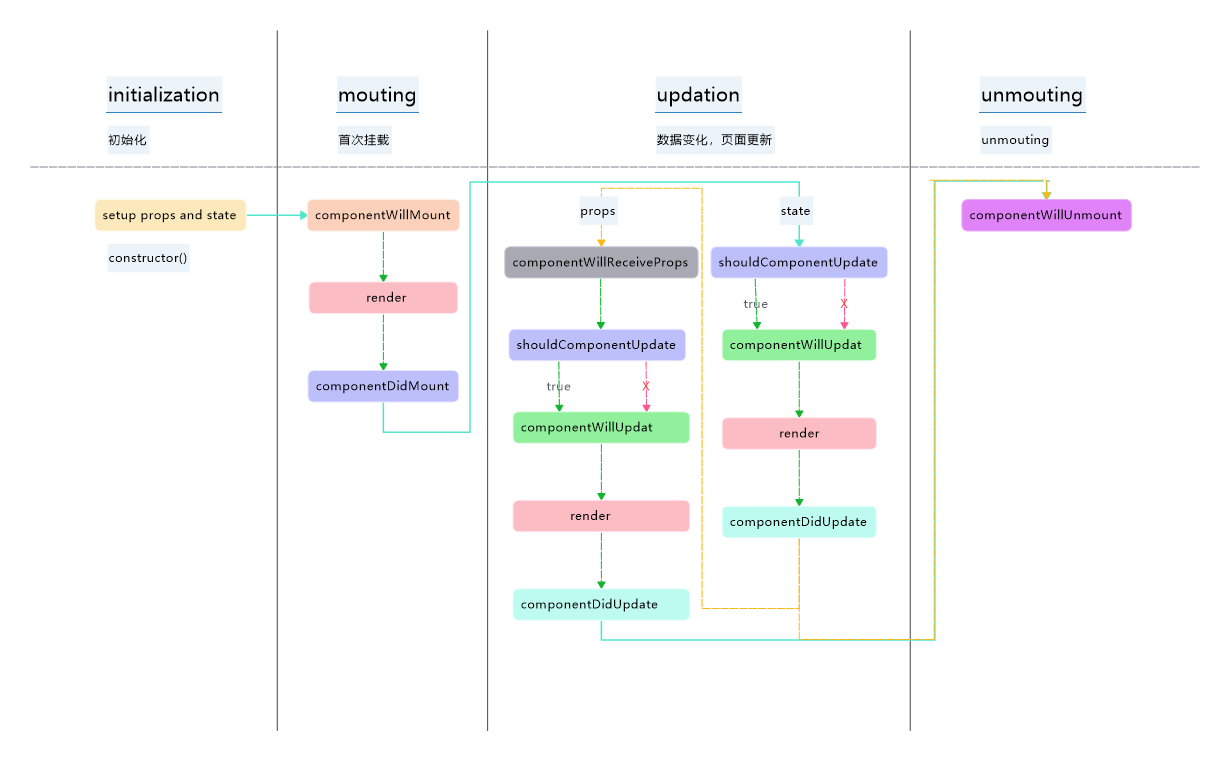 initialization
初始化
setup props and state
constructor()
mouting
首次挂载
componentWillMount
render
componentDidMount
updation
数据变化，页面更新
props
componentWillReceiveProps
shouldComponentUpdate
true
X
componentWillUpdat
render
componentDidUpdate
state
shouldComponentUpdate
true
X
componentWillUpdat
render
componentDidUpdate
unmouting
unmouting
componentWillUnmount